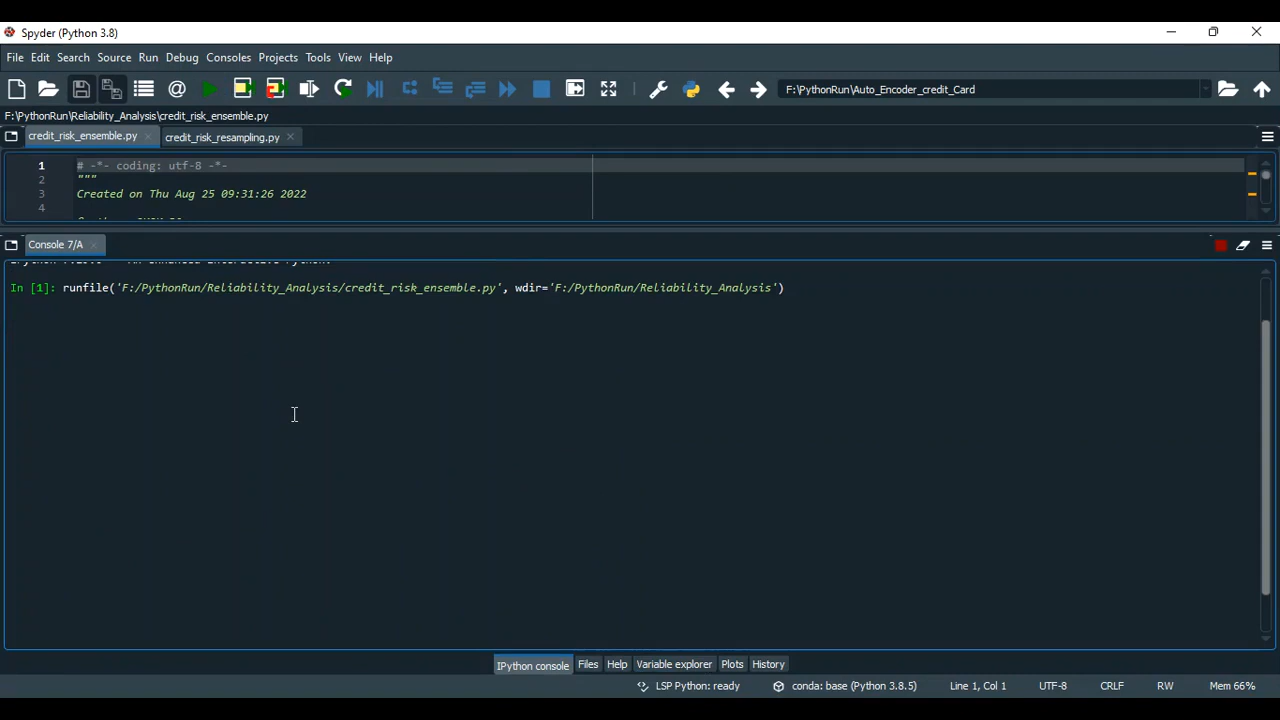 Spyder (Python 3.8)
File Edit Search Source Run Debug Consoles Projects Tools View Help
F:\PythonRun\Auto_Encoder_credit_Card
F:\PythonRun\Reliability_Analysis\credit_risk_ensemble.py
credit_risk_ensemble.py credit_risk_resampling.py
1 # -*- coding: utf-8 -*-
2 """
3 Created on Thu Aug 25 09:31:26 2022
4
Console 7/A
In [1]: runfile('F:/PythonRun/Reliability_Analysis/credit_risk_ensemble.py', wdir='F:/PythonRun/Reliability_Analysis')
IPython console Files Help Variable explorer Plots History
LSP Python: ready conda: base (Python 3.8.5) Line 1, Col 1 UTF-8 CRLF RW Mem 66%